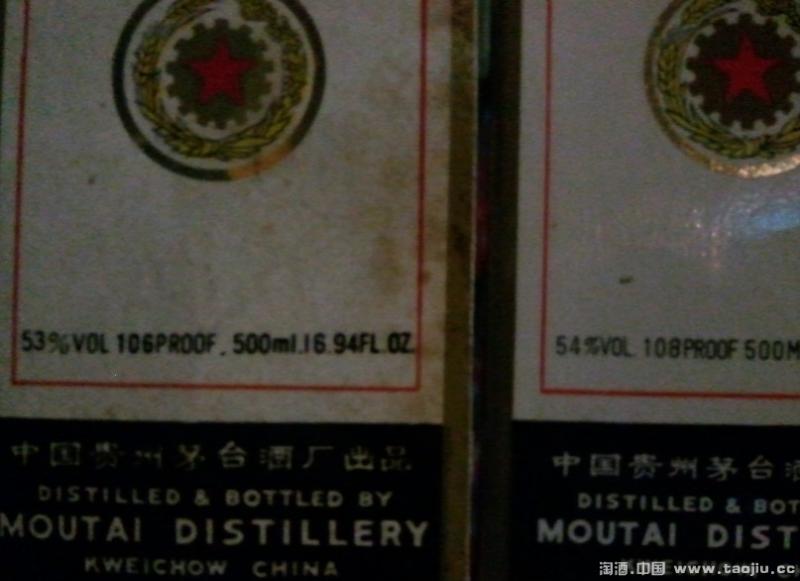 53%VOL 106PROOF. 500ml.16.94FL.OZ.
中国贵州茅台酒厂出品
DISTILLED & BOTTLED BY
MOUTAI DISTILLERY
KWEICHOW CHINA
54%VOL. 108PROOF 500M
中国贵州茅台酒
DISTILLED & BOT
MOUTAI DIST
淘酒.中国 www.taojiu.cc